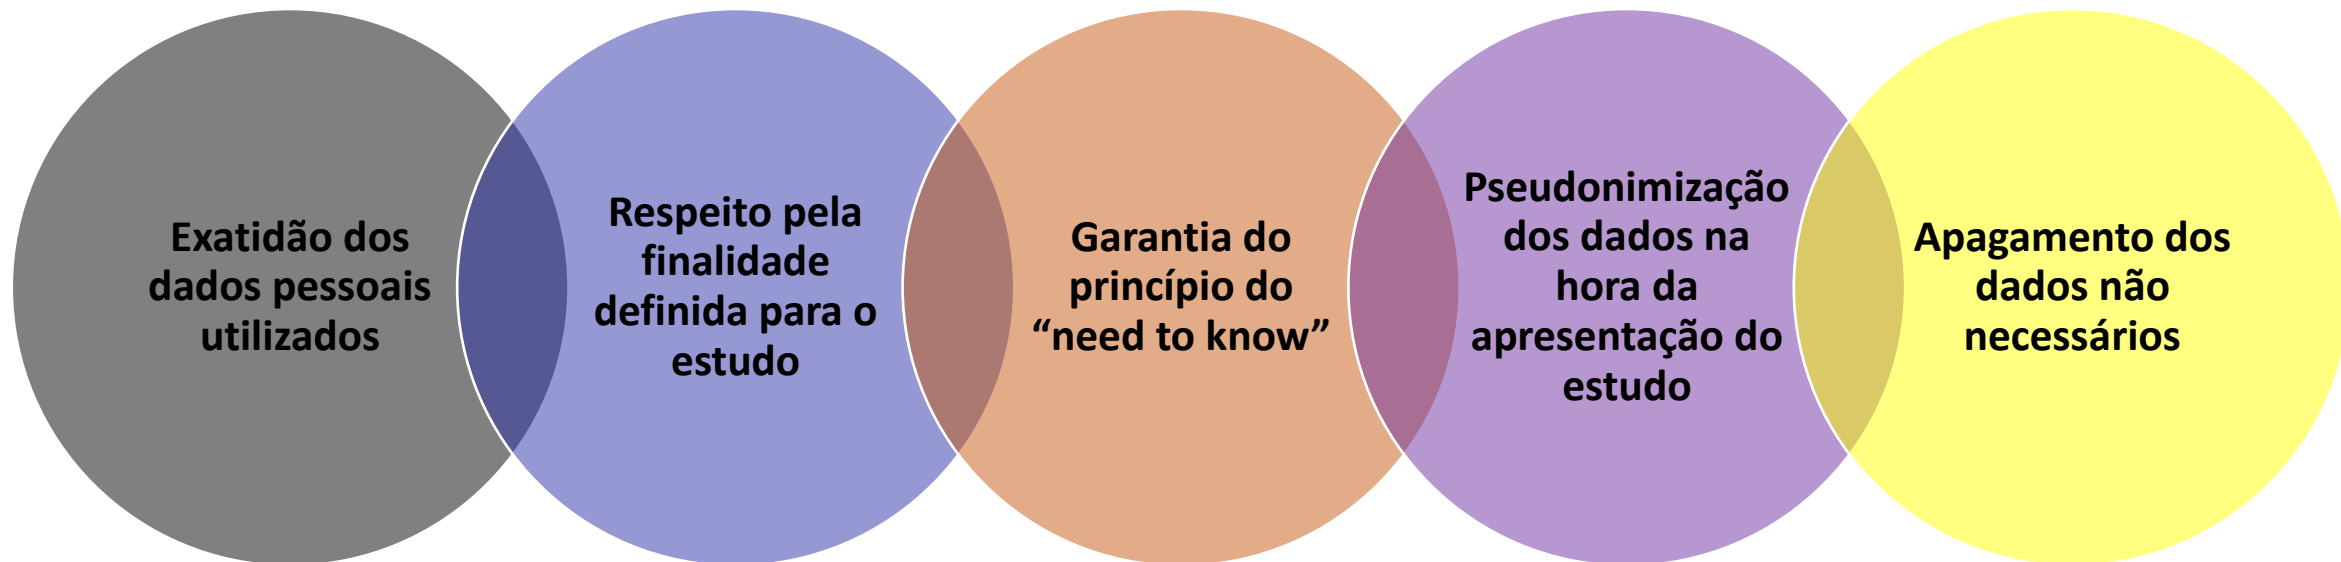 Exatidão dos
dados pessoais
utilizados
Respeito pela
finalidade
definida para o
estudo
Garantia do
princípio do
“need to know”
Pseudonimização
dos dados na
hora da
apresentação do
estudo
Apagamento dos
dados não
necessários